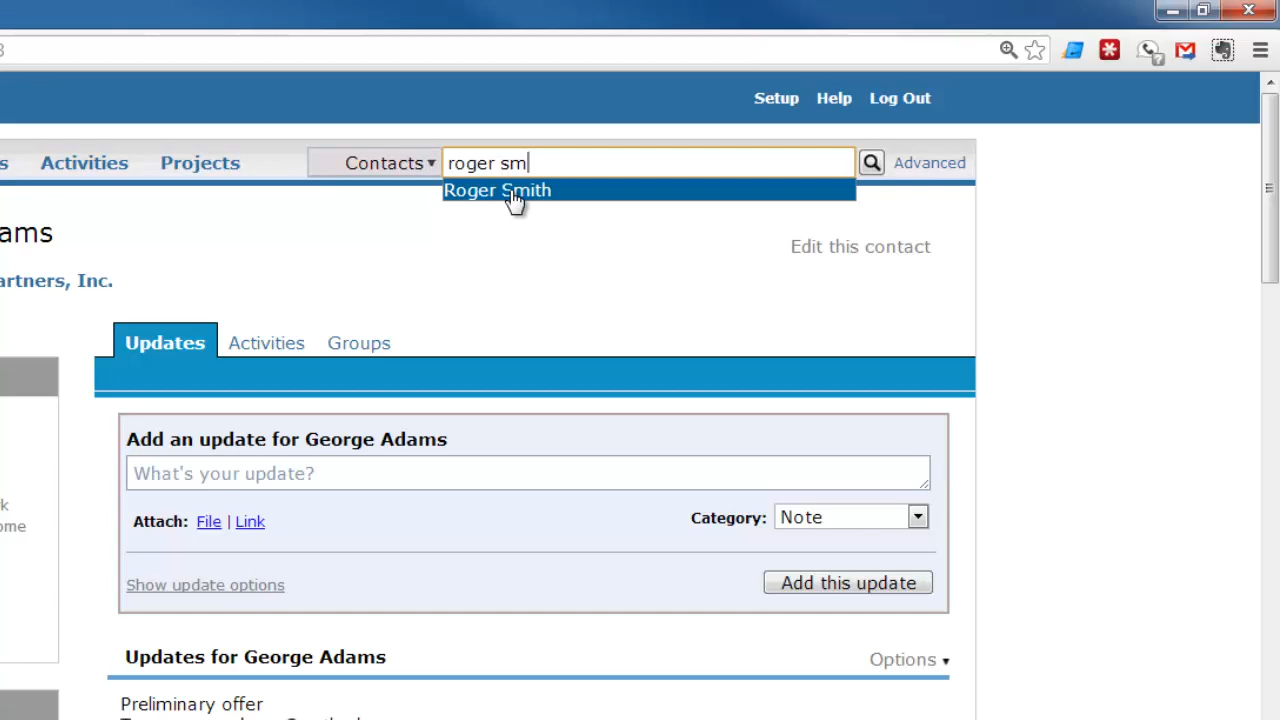 Setup Help Log Out
Activities Projects Contacts▾ roger sm Advanced
Roger Smith
ams
Edit this contact
artners, Inc.
Updates Activities Groups
Add an update for George Adams
What's your update?
Attach: File | Link Category: Note
Show update options Add this update
Updates for George Adams Options ▾
Preliminary offer